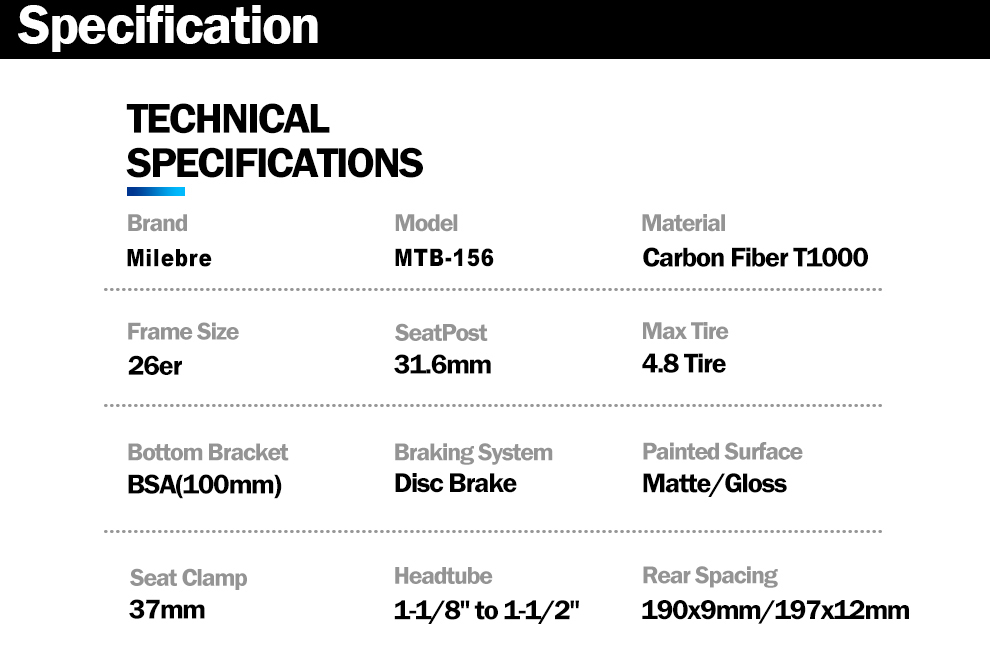 Specification
TECHNICAL
SPECIFICATIONS
Brand Model Material
Milebre MTB-156 Carbon Fiber T1000
Frame Size SeatPost Max Tire
26er 31.6mm 4.8 Tire
Bottom Bracket Braking System Painted Surface
BSA(100mm) Disc Brake Matte/Gloss
Seat Clamp Headtube Rear Spacing
37mm 1-1/8" to 1-1/2" 190x9mm/197x12mm